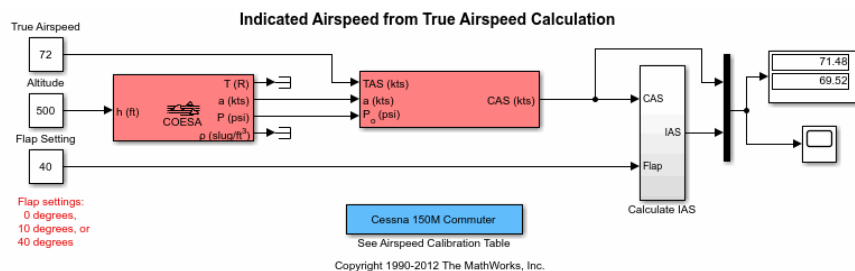 Indicated Airspeed from True Airspeed Calculation
True Airspeed
72
Altitude
500
Flap Setting
40
h (ft)
COESA
T (R)
a (kts)
P (psi)
ρ (slug/ft³)
TAS (kts)
a (kts)
P₀ (psi)
CAS (kts)
CAS
IAS
Flap
Calculate IAS
71.48
69.52
Flap settings:
0 degrees,
10 degrees, or
40 degrees
Cessna 150M Commuter
See Airspeed Calibration Table
Copyright 1990-2012 The MathWorks, Inc.